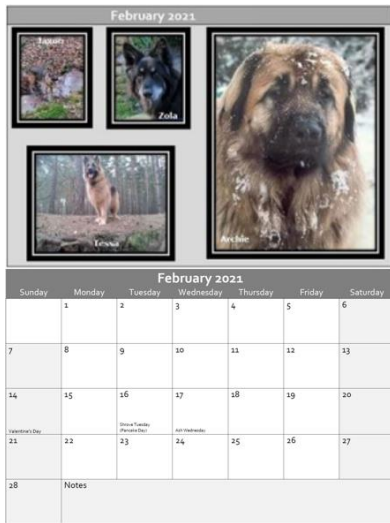 February 2021
Zola
Tessa
Archie
February 2021
Sunday Monday Tuesday Wednesday Thursday Friday Saturday
1 2 3 4 5 6
7 8 9 10 11 12 13
14 15 16 17 18 19 20
Valentine's Day Shrove Tuesday Ash Wednesday
(Pancake Day)
21 22 23 24 25 26 27
28 Notes